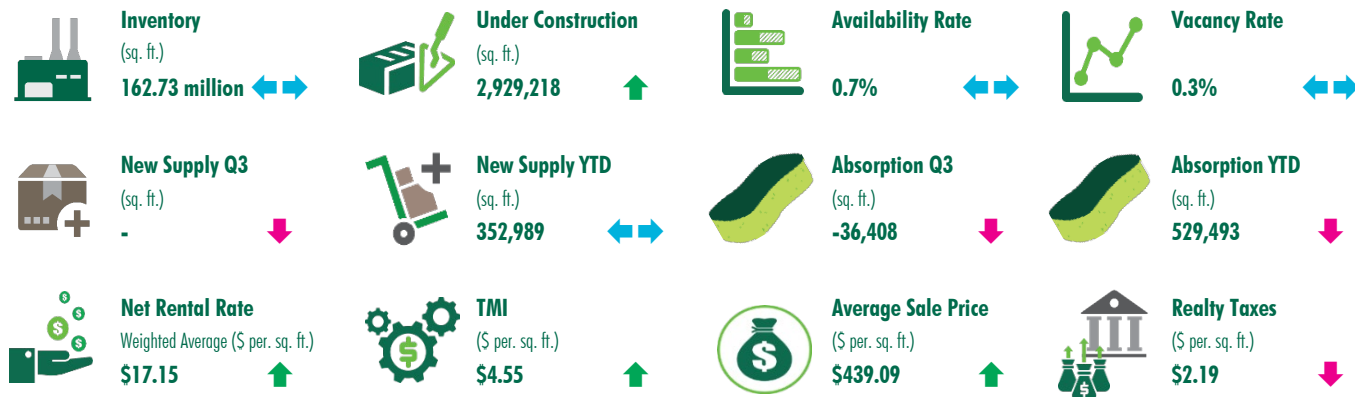 Inventory
(sq. ft.)
162.73 million
Under Construction
(sq. ft.)
2,929,218
Availability Rate
0.7%
Vacancy Rate
0.3%
New Supply Q3
(sq. ft.)
-
New Supply YTD
(sq. ft.)
352,989
Absorption Q3
(sq. ft.)
-36,408
Absorption YTD
(sq. ft.)
529,493
Net Rental Rate
Weighted Average ($ per. sq. ft.)
$17.15
TMI
($ per. sq. ft.)
$4.55
Average Sale Price
($ per. sq. ft.)
$439.09
Realty Taxes
($ per. sq. ft.)
$2.19